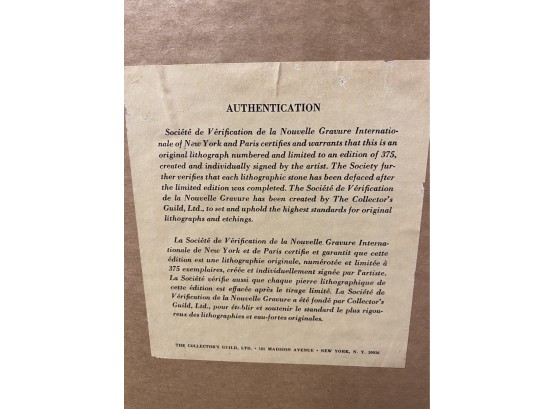 AUTHENTICATION
Société de Vérification de la Nouvelle Gravure Internatio-
nale of New York and Paris certifies and warrants that this is an
original lithograph numbered and limited to an edition of 375,
created and individually signed by the artist. The Society fur-
ther verifies that each lithographic stone has been defaced after
the limited edition was completed. The Société de Vérification
de la Nouvelle Gravure has been created by The Collector's
Guild, Ltd., to set and uphold the highest standards for original
lithographs and etchings.
La Société de Vérification de la Nouvelle Gravure Interna-
tionale de New York et de Paris certifie et garantit que cette
édition est une lithographie originale, numérotée et limitée à
375 exemplaires, créée et individuellement signée par l'artiste.
La Société vérifie aussi que chaque pierre lithographique de
cette édition est effacée après le tirage limité. La Société de
Vérification de la Nouvelle Gravure a été fondé par Collector's
Guild, Ltd., pour ét-blir et soutenir le standard le plus rigou-
reux des lithographies et eau-fortes originales.
THE COLLECTOR'S GUILD, LTD. • MADISON AVENUE • NEW YORK, N. Y.